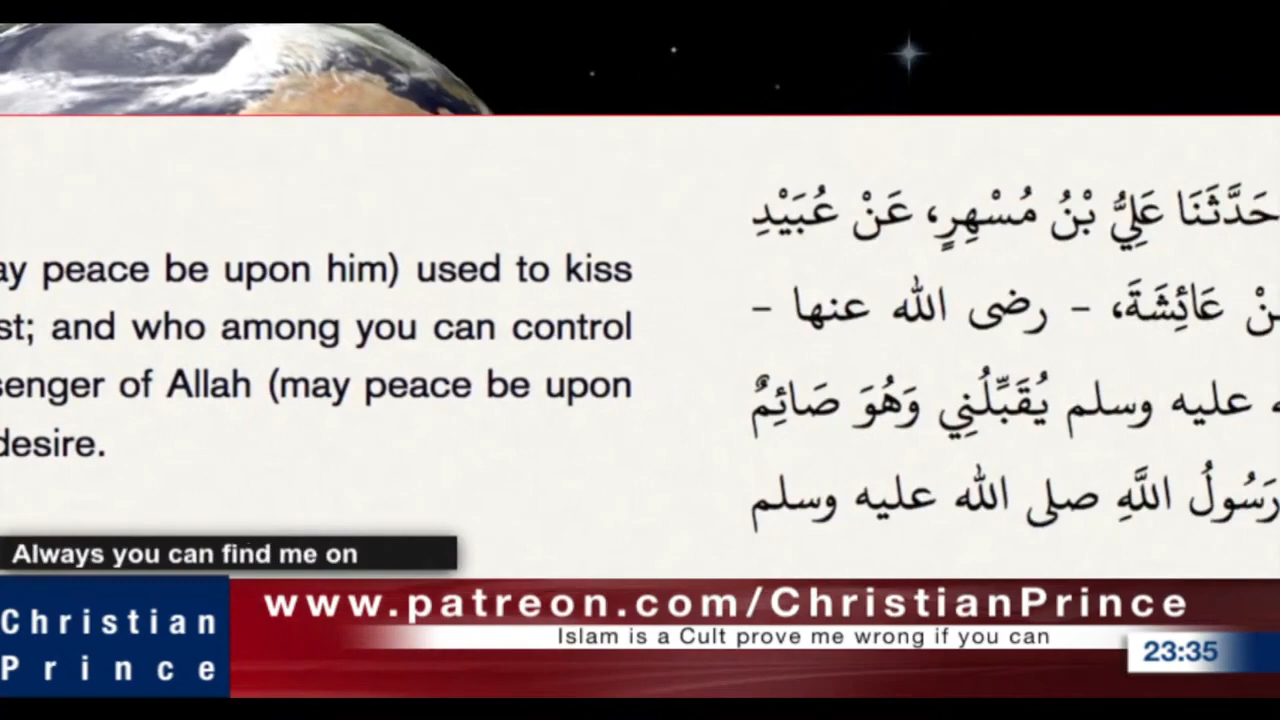 ay peace be upon him) used to kiss
st; and who among you can control
senger of Allah (may peace be upon
desire.
حَدَّثَنَا عَلِيُّ بْنُ مُسْهِرٍ، عَنْ عُبَيْدِ
نْ عَائِشَةَ، - رضى الله عنها -
ه عليه وسلم يُقَبِّلُنِي وَهُوَ صَائِمٌ
رَسُولُ اللَّهِ صلى الله عليه وسلم
Always you can find me on
Christian
Prince
www.patreon.com/ChristianPrince
Islam is a Cult prove me wrong if you can
23:35